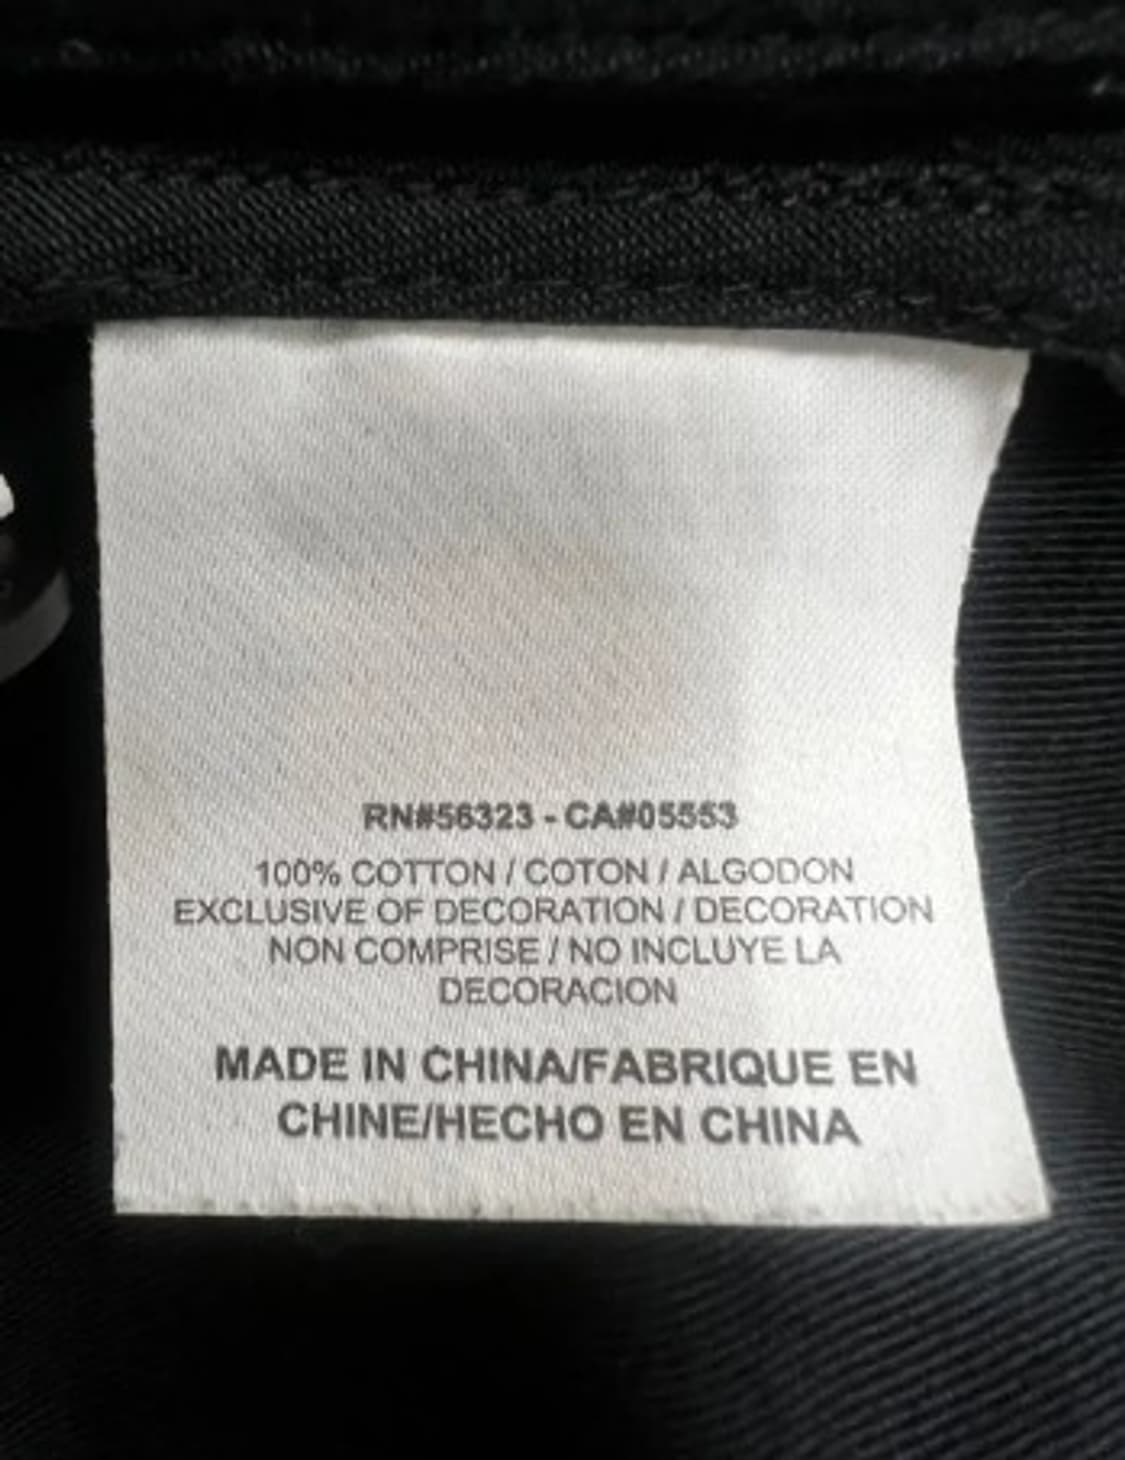 RN#56323 - CA#05553
100% COTTON / COTON / ALGODON
EXCLUSIVE OF DECORATION / DECORATION
NON COMPRISE / NO INCLUYE LA
DECORACION
MADE IN CHINA/FABRIQUE EN
CHINE/HECHO EN CHINA